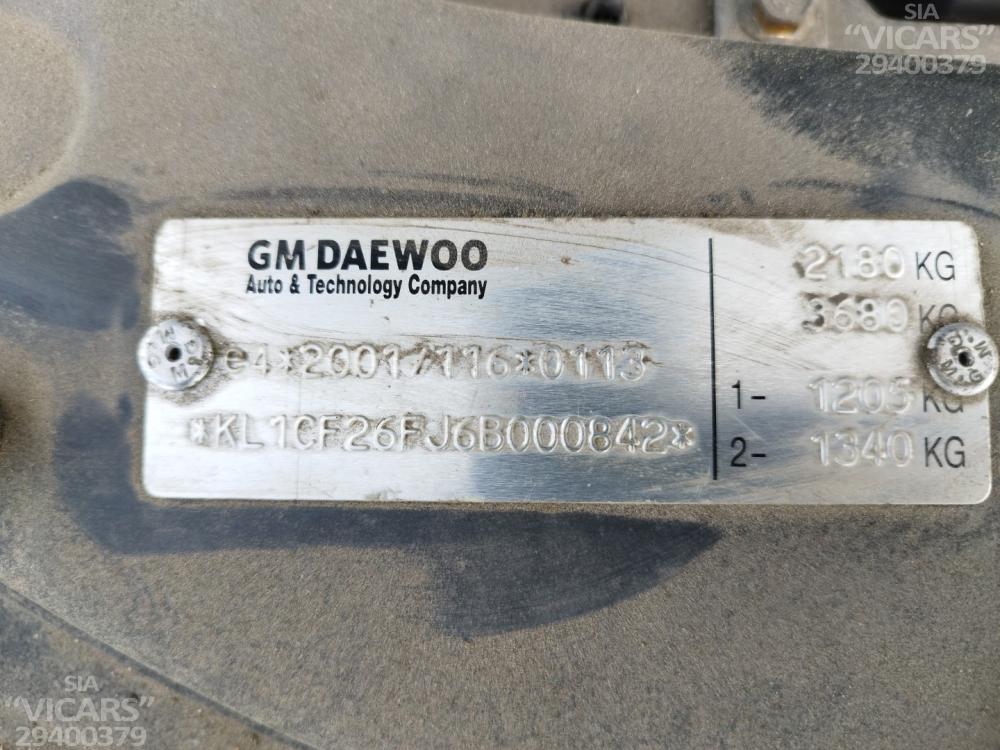 SIA
“VICARS”
29400379
GM DAEWOO
Auto & Technology Company
2180 KG
3680 KG
e4*2001/116*0113
1- 1205 KG
*KL1CF26FJ6B000842*
2- 1340 KG
SIA
“VICARS”
29400379